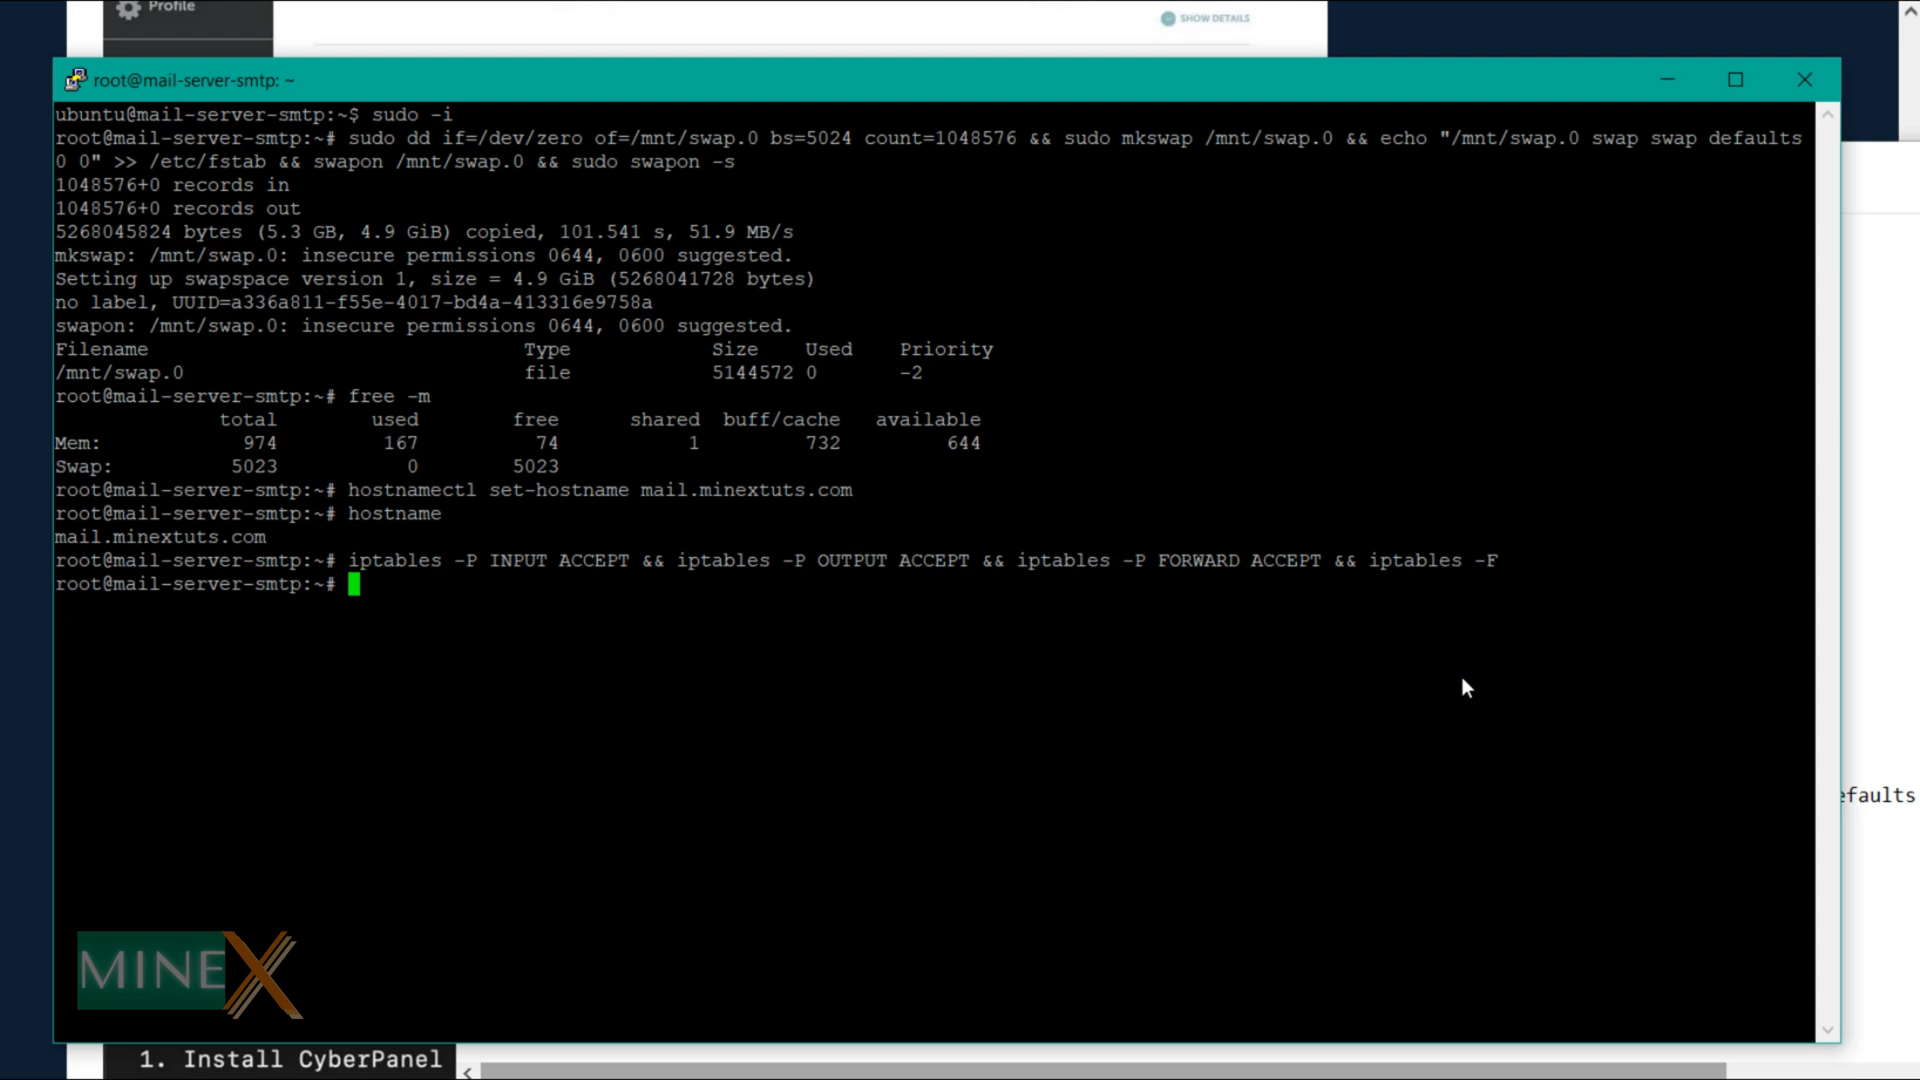 Profile
SHOW DETAILS
root@mail-server-smtp: ~
ubuntu@mail-server-smtp:~$ sudo -i
root@mail-server-smtp:~# sudo dd if=/dev/zero of=/mnt/swap.0 bs=5024 count=1048576 && sudo mkswap /mnt/swap.0 && echo "/mnt/swap.0 swap swap defaults
0 0" >> /etc/fstab && swapon /mnt/swap.0 && sudo swapon -s
1048576+0 records in
1048576+0 records out
5268045824 bytes (5.3 GB, 4.9 GiB) copied, 101.541 s, 51.9 MB/s
mkswap: /mnt/swap.0: insecure permissions 0644, 0600 suggested.
Setting up swapspace version 1, size = 4.9 GiB (5268041728 bytes)
no label, UUID=a336a811-f55e-4017-bd4a-413316e9758a
swapon: /mnt/swap.0: insecure permissions 0644, 0600 suggested.
Filename Type Size Used Priority
/mnt/swap.0 file 5144572 0 -2
root@mail-server-smtp:~# free -m
total used free shared buff/cache available
Mem: 974 167 74 1 732 644
Swap: 5023 0 5023
root@mail-server-smtp:~# hostnamectl set-hostname mail.minextuts.com
root@mail-server-smtp:~# hostname
mail.minextuts.com
root@mail-server-smtp:~# iptables -P INPUT ACCEPT && iptables -P OUTPUT ACCEPT && iptables -P FORWARD ACCEPT && iptables -F
root@mail-server-smtp:~#
efaults
MINEX
1. Install CyberPanel